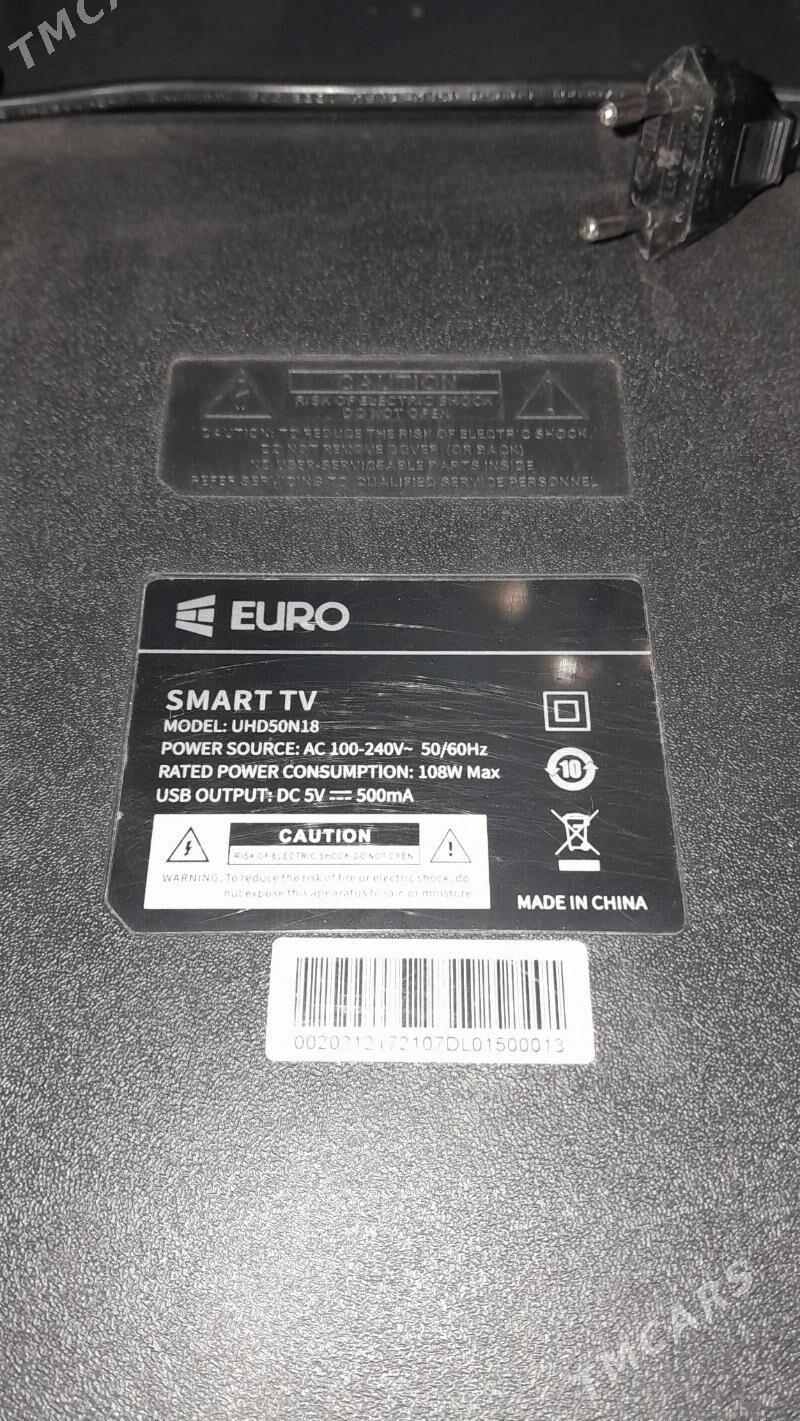 TMCA
CAUTION
RISK OF ELECTRIC SHOCK
DO NOT OPEN
CAUTION: TO REDUCE THE RISK OF ELECTRIC SHOCK.
DO NOT REMOVE COVER (OR BACK)
NO USER-SERVICEABLE PARTS INSIDE
REFER SERVICING TO QUALIFIED SERVICE PERSONNEL
EURO
SMART TV
MODEL: UHD50N18
POWER SOURCE: AC 100-240V~ 50/60Hz
RATED POWER CONSUMPTION: 108W Max
USB OUTPUT: DC 5V ⎓ 500mA
10
CAUTION
RISK OF ELECTRIC SHOCK DO NOT OPEN
WARNING: To reduce the risk of fire or electric shock, do
not expose this apparatus to rain or moisture
MADE IN CHINA
TMCARS